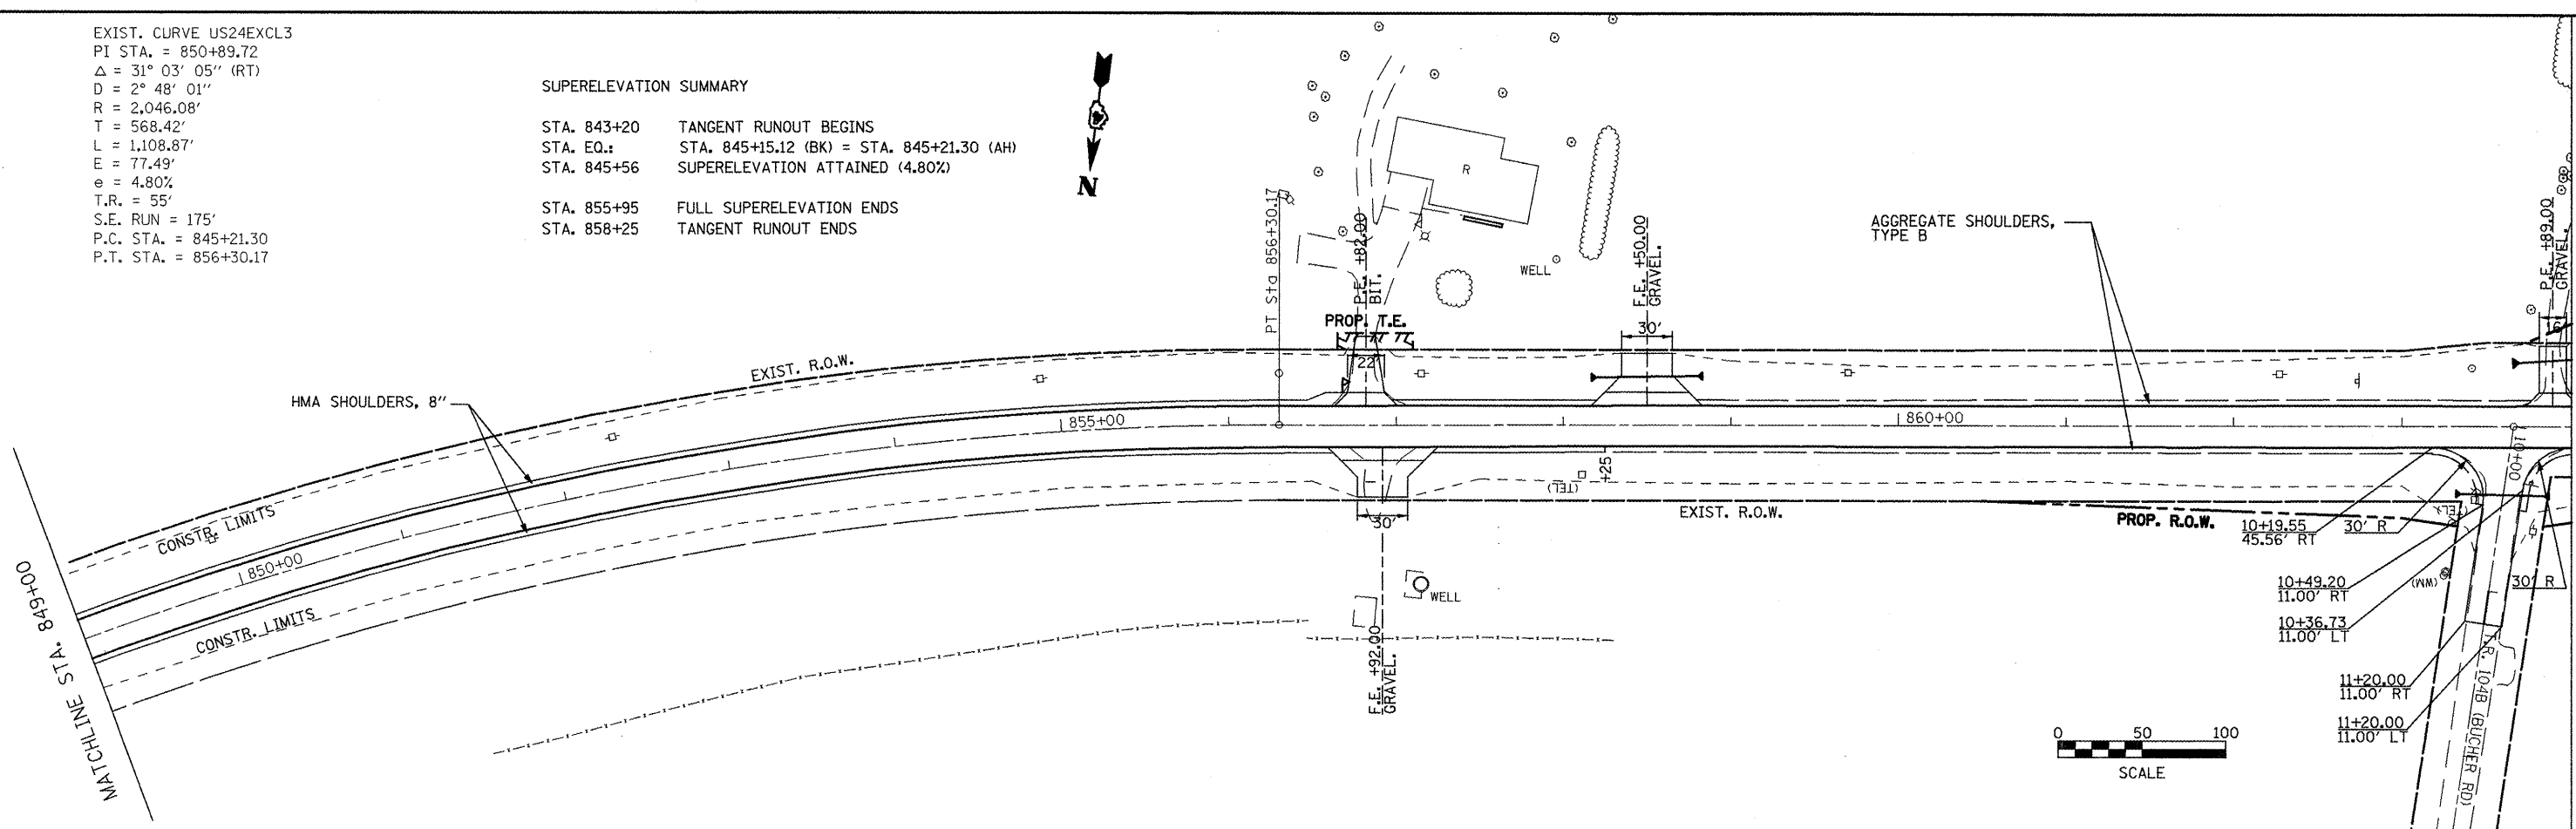 EXIST. CURVE US24EXCL3
PI STA. = 850+89.72
Δ = 31° 03' 05'' (RT)
D = 2° 48' 01''
R = 2,046.08'
T = 568.42'
L = 1,108.87'
E = 77.49'
e = 4.80%
T.R. = 55'
S.E. RUN = 175'
P.C. STA. = 845+21.30
P.T. STA. = 856+30.17
SUPERELEVATION SUMMARY
STA. 843+20 TANGENT RUNOUT BEGINS
STA. EQ.: STA. 845+15.12 (BK) = STA. 845+21.30 (AH)
STA. 845+56 SUPERELEVATION ATTAINED (4.80%)
STA. 855+95 FULL SUPERELEVATION ENDS
STA. 858+25 TANGENT RUNOUT ENDS
N
R
WELL
PT Sta 856+30.17
P.E. +82.00
BIT.
PROP. T.E.
22'
F.E. +50.00
GRAVEL.
30'
AGGREGATE SHOULDERS,
TYPE B
P.E. +89.00
GRAVEL.
16'
EXIST. R.O.W.
HMA SHOULDERS, 8''
855+00
860+00
10+00
CONSTR. LIMITS
850+00
CONSTR. LIMITS
MATCHLINE STA. 849+00
30'
F.E. +92.00
GRAVEL.
WELL
(TEL)
+25
EXIST. R.O.W.
PROP. R.O.W.
10+19.55
45.56' RT
30' R
(TEL)
(WM)
10+49.20
11.00' RT
30' R
10+36.73
11.00' LT
11+20.00
11.00' RT
11+20.00
11.00' LT
T.R. 104B (BUCHER RD)
0 50 100
SCALE